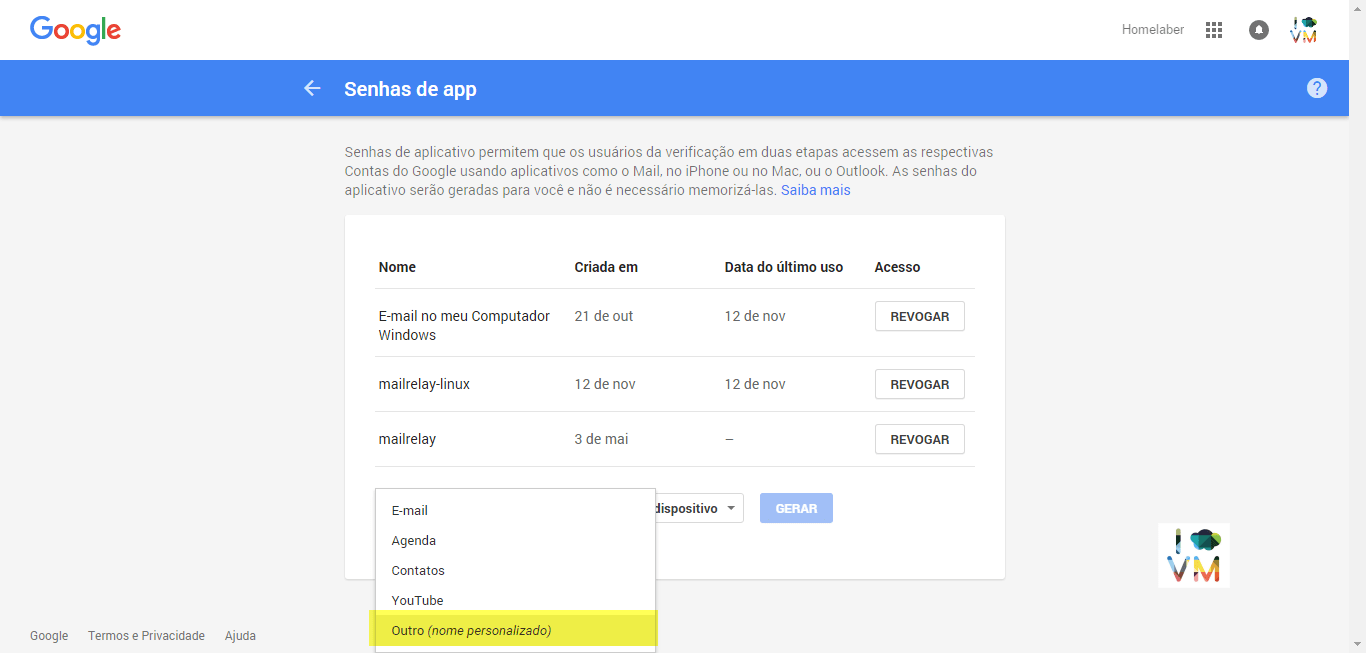 Google
Homelaber
I
VM
Senhas de app
?
Senhas de aplicativo permitem que os usuários da verificação em duas etapas acessem as respectivas
Contas do Google usando aplicativos como o Mail, no iPhone ou no Mac, ou o Outlook. As senhas do
aplicativo serão geradas para você e não é necessário memorizá-las. Saiba mais
Nome Criada em Data do último uso Acesso
E-mail no meu Computador 21 de out 12 de nov REVOGAR
Windows
mailrelay-linux 12 de nov 12 de nov REVOGAR
mailrelay 3 de mai – REVOGAR
dispositivo GERAR
E-mail
Agenda
Contatos
YouTube
Outro (nome personalizado)
I
VM
Google Termos e Privacidade Ajuda